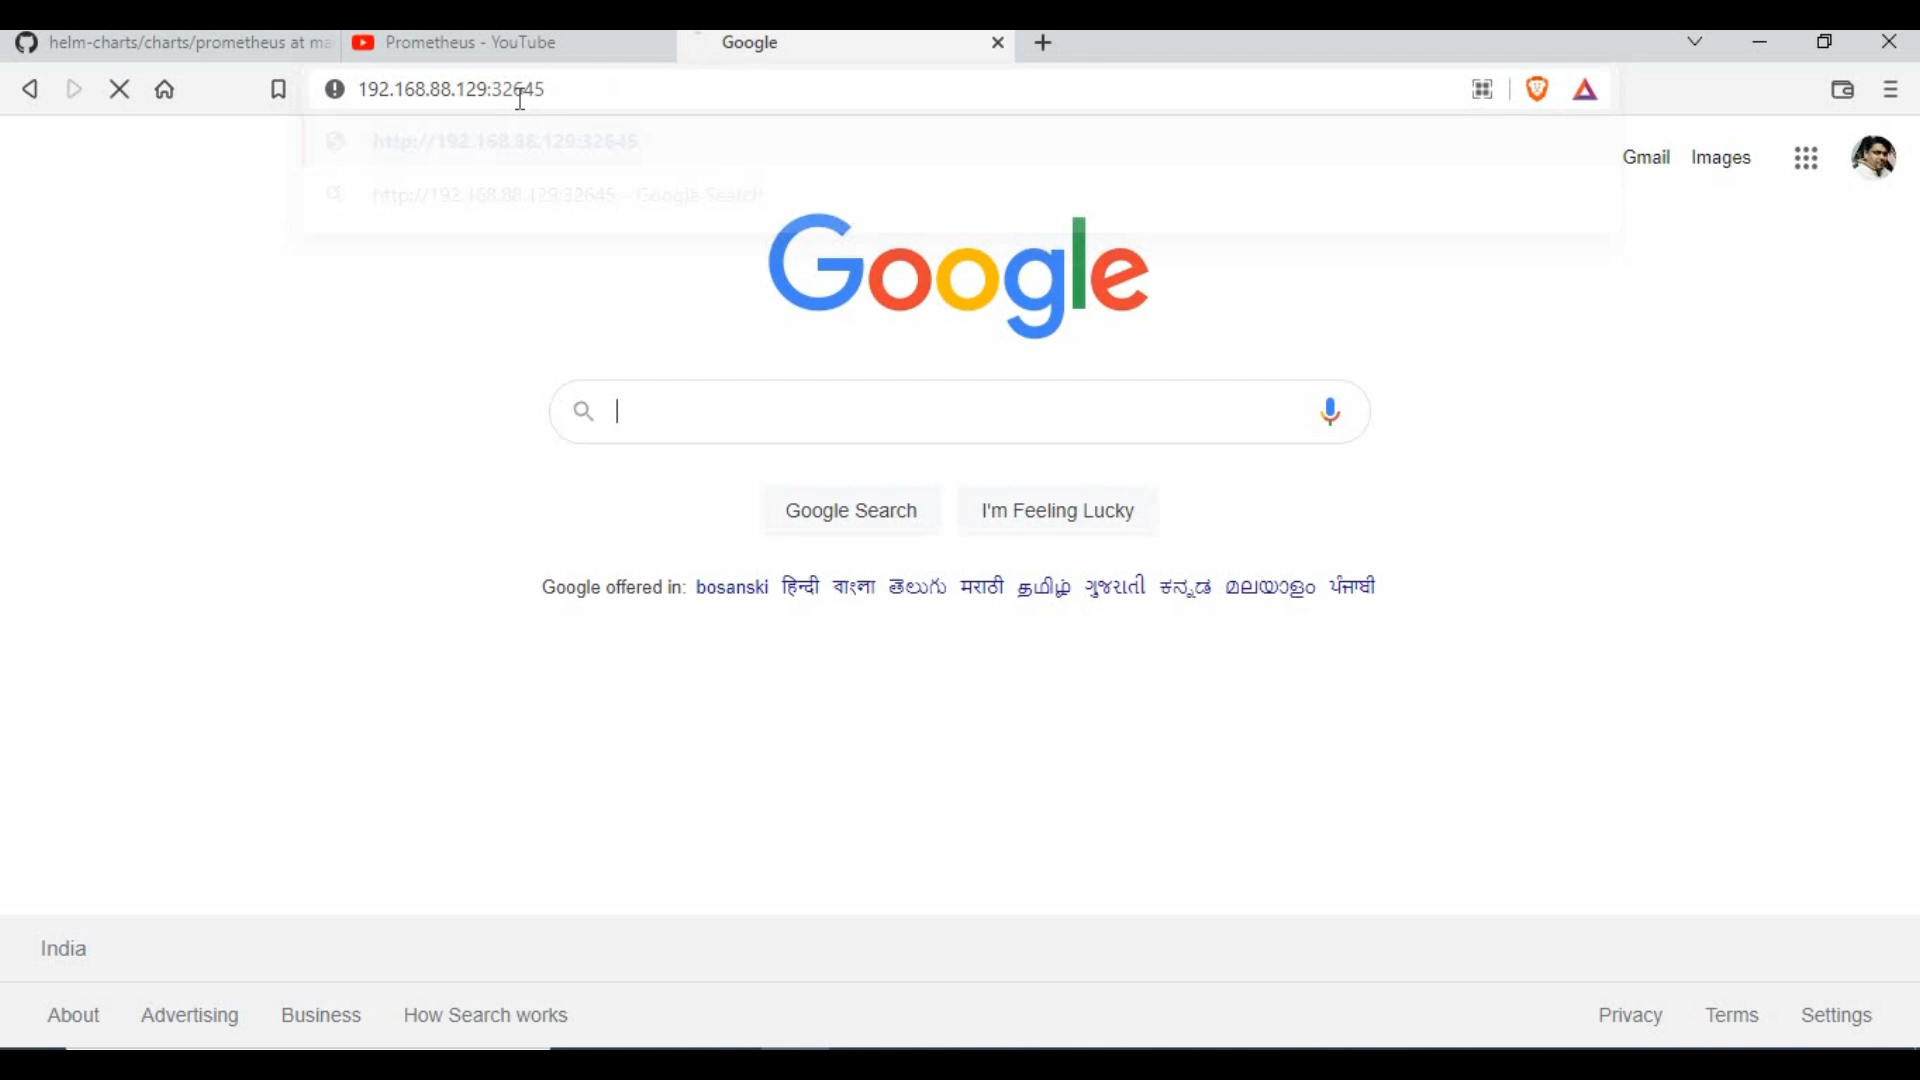 helm-charts/charts/prometheus at ma
Prometheus - YouTube
Google
192.168.88.129:32645
http://192.168.88.129:32645
http://192.168.88.129:32645 - Google Search
Gmail Images
Google
Google Search
I'm Feeling Lucky
Google offered in: bosanski हिन्दी বাংলা తెలుగు मराठी தமிழ் ગુજરાતી ಕನ್ನಡ മലയാളം ਪੰਜਾਬੀ
India
About Advertising Business How Search works
Privacy Terms Settings